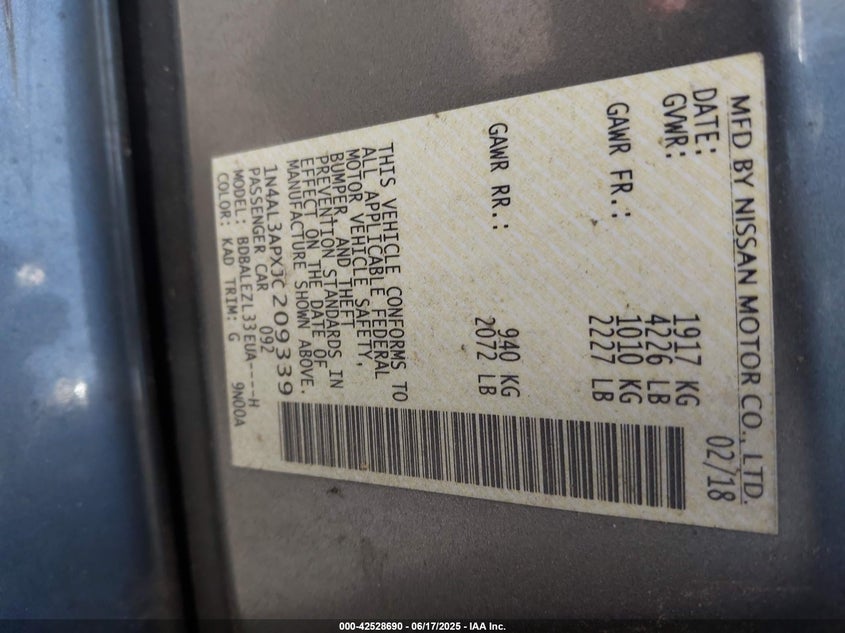 MFD BY NISSAN MOTOR CO., LTD.
DATE: 02/18
GVWR: 1917 KG
4226 LB
GAWR FR.: 1010 KG
2227 LB
GAWR RR.: 940 KG
2072 LB
THIS VEHICLE CONFORMS TO
ALL APPLICABLE FEDERAL
MOTOR VEHICLE SAFETY,
BUMPER, AND THEFT
PREVENTION STANDARDS IN
EFFECT ON THE DATE OF
MANUFACTURE SHOWN ABOVE.
1N4AL3APXJC209339
PASSENGER CAR 092
MODEL: BDBALEZL33EUA----H
COLOR: KAD TRIM: G 9N00A
000-42528690 - 06/17/2025 - IAA Inc.